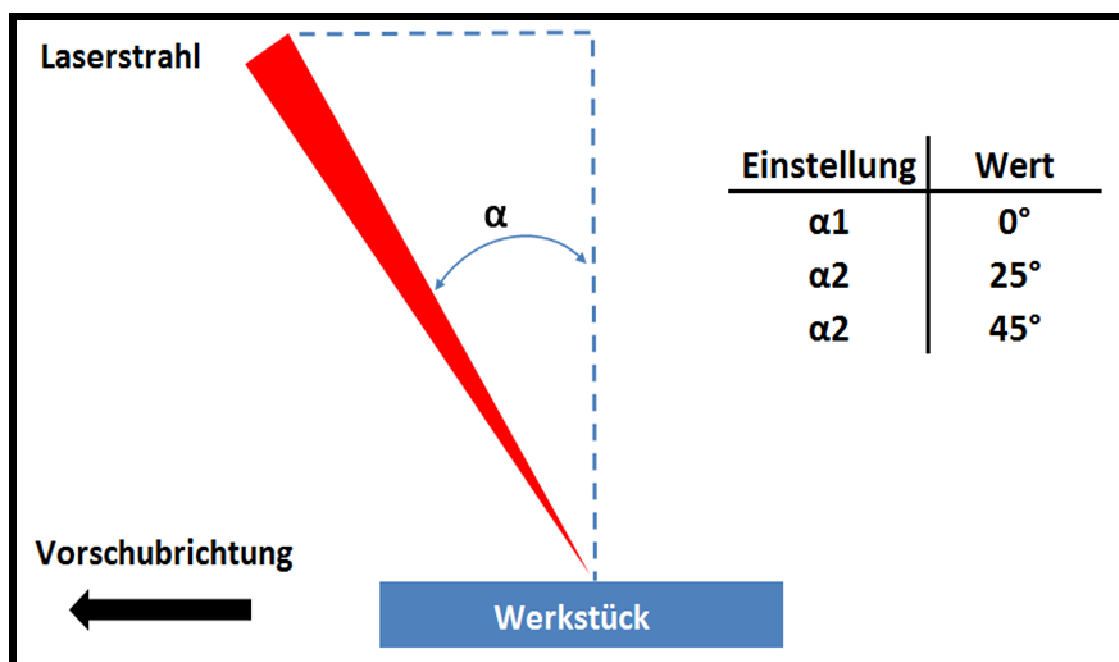 Laserstrahl
α
Einstellung Wert
α1 0°
α2 25°
α2 45°
Vorschubrichtung
Werkstück